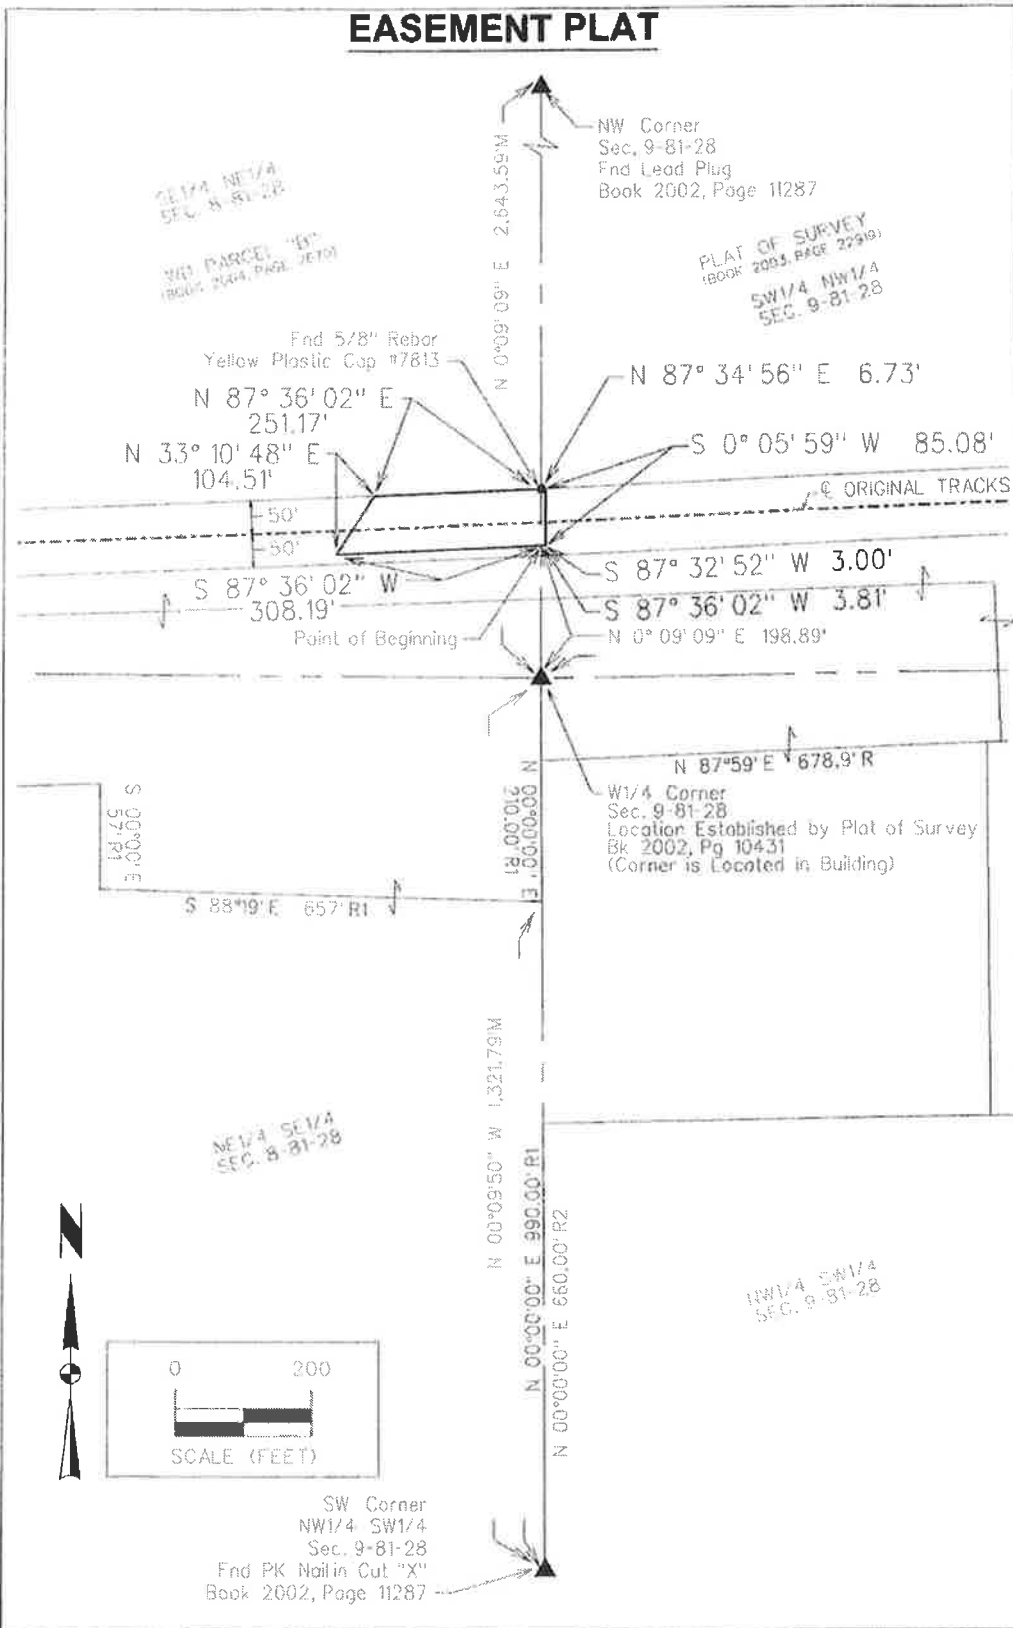 EASEMENT PLAT
NW Corner
Sec. 9-81-28
Fnd Lead Plug
Book 2002, Page 11287
N 0°09'09" E 2,643.59'M
SE1/4 NE1/4
SEC. 8-81-28
PARCEL
PLAT OF SURVEY
SW1/4 NW1/4
SEC. 9-81-28
Fnd 5/8" Rebar
Yellow Plastic Cap #7813
N 87° 34' 56" E 6.73'
N 87° 36' 02" E
251.17'
N 33° 10' 48" E
104.51'
S 0° 05' 59" W 85.08'
℄ ORIGINAL TRACKS
50'
50'
S 87° 36' 02" W
308.19'
S 87° 32' 52" W 3.00'
S 87° 36' 02" W 3.81'
Point of Beginning
N 0° 09' 09" E 198.89'
N 87°59' E 678.9' R
W1/4 Corner
Sec. 9-81-28
Location Established by Plat of Survey
Bk 2002, Pg 10431
(Corner is Located in Building)
S 00°00' E
57' R1
N 00°00'00" E
210.00' R1
S 88°19' E 657' R1
N 00°09'50" W 1,321.79'M
N 00°00'00" E 990.00' R1
N 00°00'00" E 660.00' R2
NE1/4 SE1/4
SEC. 8-81-28
NW1/4 SW1/4
SEC. 9-81-28
N
0 200
SCALE (FEET)
SW Corner
NW1/4 SW1/4
Sec. 9-81-28
Fnd PK Nail in Cut "X"
Book 2002, Page 11287